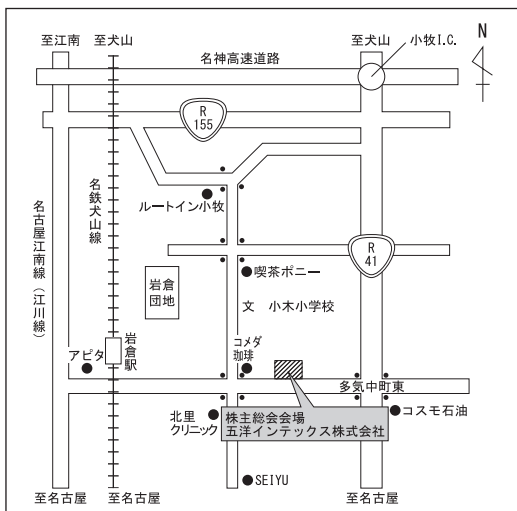 至江南
至犬山
至犬山
小牧I.C.
N
名神高速道路
R
155
名鉄犬山線
名古屋江南線（江川線）
ルートイン小牧
R
41
喫茶ポニー
岩倉
団地
文 小木小学校
岩倉駅
アピタ
コメダ
珈琲
多気中町東
北里
クリニック
株主総会会場
五洋インテックス株式会社
コスモ石油
SEIYU
至名古屋
至名古屋
至名古屋